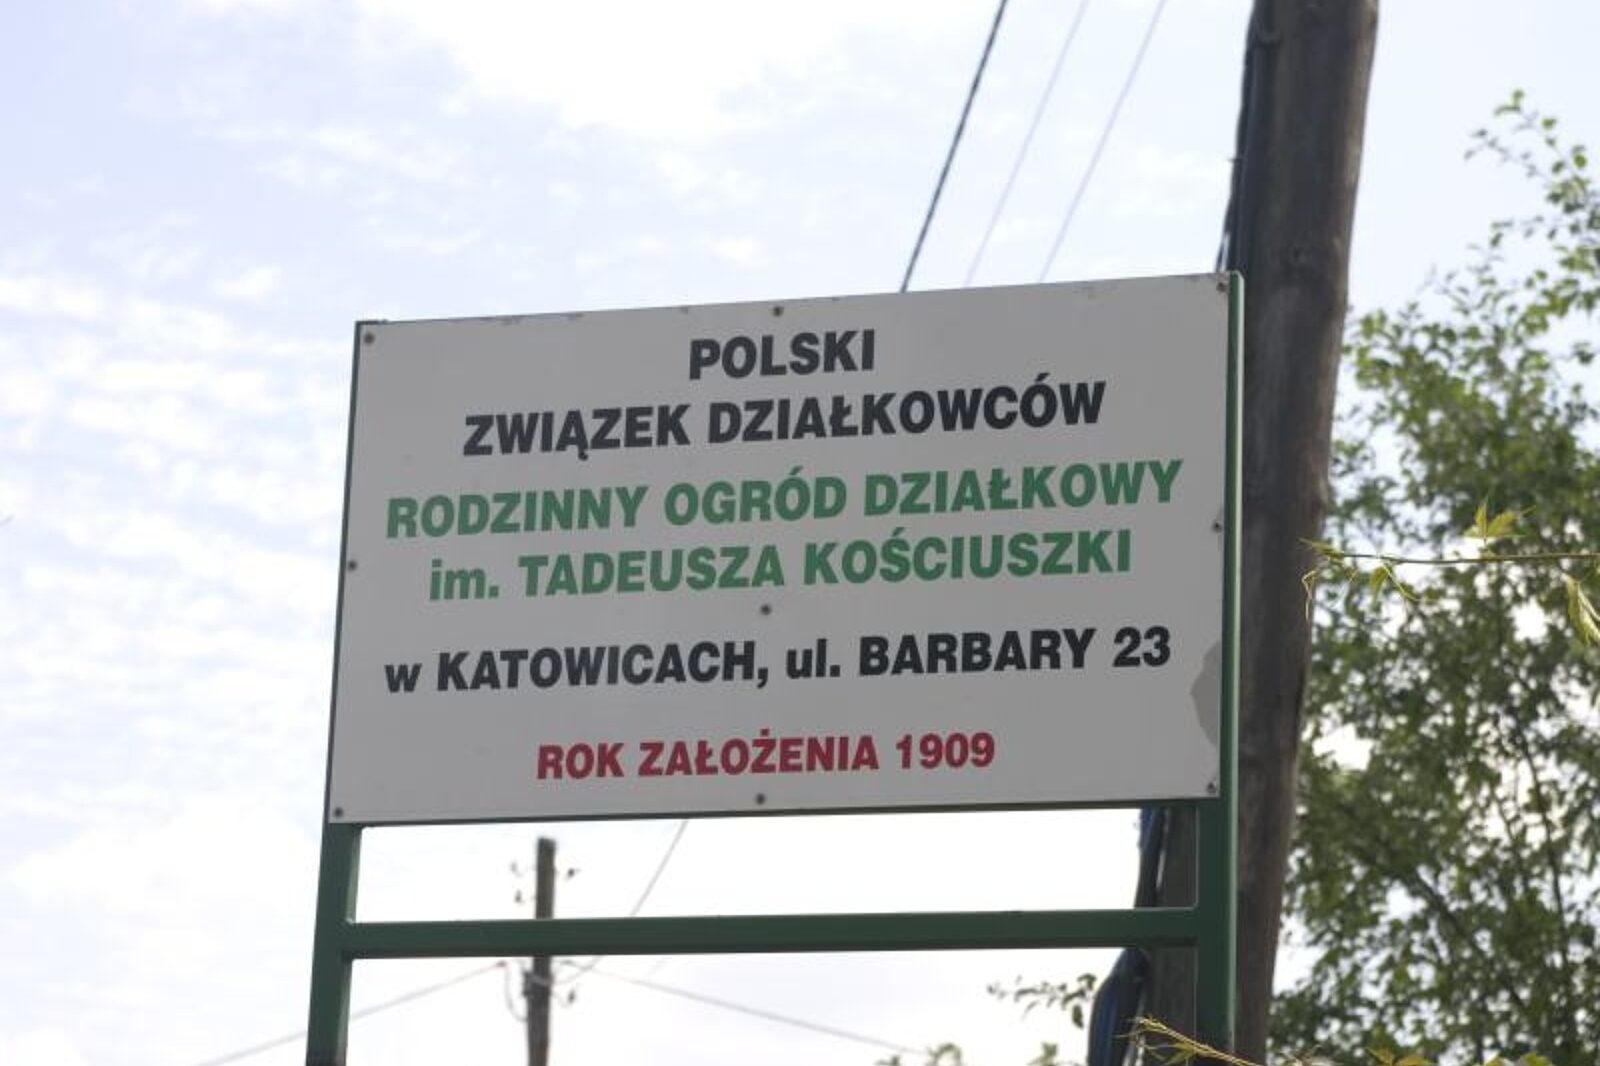 POLSKI
ZWIĄZEK DZIAŁKOWCÓW
RODZINNY OGRÓD DZIAŁKOWY
im. TADEUSZA KOŚCIUSZKI
w KATOWICACH, ul. BARBARY 23
ROK ZAŁOŻENIA 1909